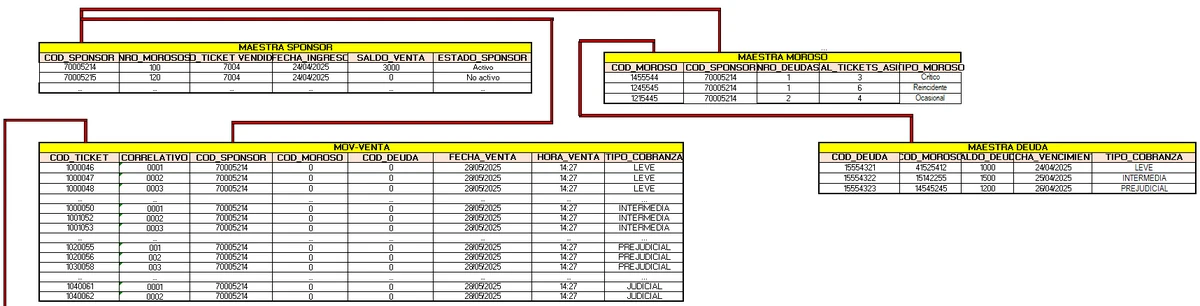 MAESTRA SPONSOR
COD_SPONSOR NRO_MOROSOS O_TICKET VENDID FECHA_INGRESO SALDO_VENTA ESTADO_SPONSOR
70005214 100 7004 24/04/2025 3000 Activo
70005215 120 7004 24/04/2025 0 No activo
... ... ... ... ... ...
MAESTRA MOROSO
COD_MOROSO COD_SPONSOR NRO_DEUDAS AL_TICKETS_ASI TIPO_MOROSO
1455544 70005214 1 3 Crítico
1245545 70005214 1 6 Reincidente
1215445 70005214 2 4 Ocasional
MOV-VENTA
COD_TICKET CORRELATIVO COD_SPONSOR COD_MOROSO COD_DEUDA FECHA_VENTA HORA_VENTA TIPO_COBRANZA
1000046 0001 70005214 0 0 28/05/2025 14:27 LEVE
1000047 0002 70005214 0 0 28/05/2025 14:27 LEVE
1000048 0003 70005214 0 0 28/05/2025 14:27 LEVE
... ... ... ... ... ... ... ...
1000050 0001 70005214 0 0 28/05/2025 14:27 INTERMEDIA
1001052 0002 70005214 0 0 28/05/2025 14:27 INTERMEDIA
1001053 0003 70005214 0 0 28/05/2025 14:27 INTERMEDIA
... ... ... ... ... ... ... ...
1020055 001 70005214 0 0 28/05/2025 14:27 PREJUDICIAL
1020056 002 70005214 0 0 28/05/2025 14:27 PREJUDICIAL
1030058 003 70005214 0 0 28/05/2025 14:27 PREJUDICIAL
... ... ... ... ... ... ... ...
1040061 0001 70005214 0 0 28/05/2025 14:27 JUDICIAL
1040062 0002 70005214 0 0 28/05/2025 14:27 JUDICIAL
MAESTRA DEUDA
COD_DEUDA COD_MOROSO ALDO_DEUD CHA_VENCIMIEN TIPO_COBRANZA
15554321 41525412 1000 24/04/2025 LEVE
15554322 15142255 1500 25/04/2025 INTERMEDIA
15554323 14545245 1200 26/04/2025 PREJUDICIAL